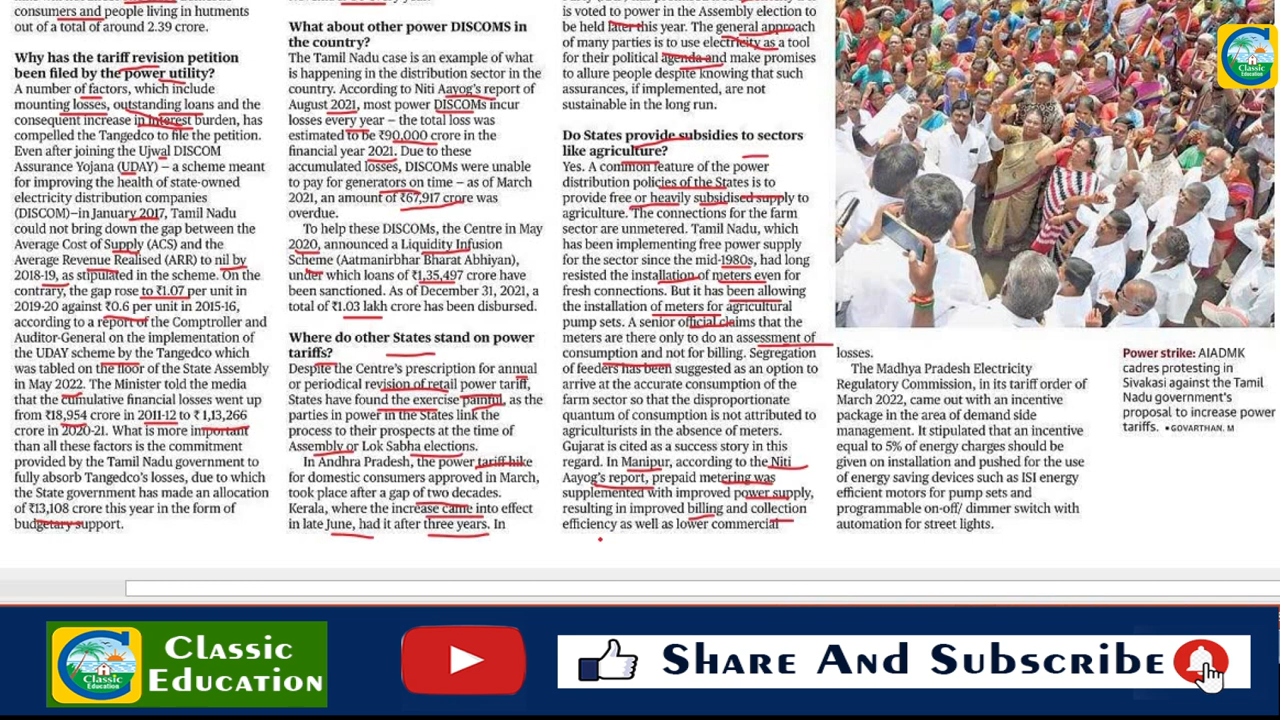 consumers and people living in hutments
out of a total of around 2.39 crore.
Why has the tariff revision petition
been filed by the power utility?
A number of factors, which include
mounting losses, outstanding loans and the
consequent increase in interest burden, has
compelled the Tangedco to file the petition.
Even after joining the Ujwal DISCOM
Assurance Yojana (UDAY) — a scheme meant
for improving the health of state-owned
electricity distribution companies
(DISCOM)—in January 2017, Tamil Nadu
could not bring down the gap between the
Average Cost of Supply (ACS) and the
Average Revenue Realised (ARR) to nil by
2018-19, as stipulated in the scheme. On the
contrary, the gap rose to ₹1.07 per unit in
2019-20 against ₹0.6 per unit in 2015-16,
according to a report of the Comptroller and
Auditor-General on the implementation of
the UDAY scheme by the Tangedco which
was tabled on the floor of the State Assembly
in May 2022. The Minister told the media
that the cumulative financial losses went up
from ₹18,954 crore in 2011-12 to ₹ 1,13,266
crore in 2020-21. What is more important
than all these factors is the commitment
provided by the Tamil Nadu government to
fully absorb Tangedco's losses, due to which
the State government has made an allocation
of ₹13,108 crore this year in the form of
budgetary support.
What about other power DISCOMS in
the country?
The Tamil Nadu case is an example of what
is happening in the distribution sector in the
country. According to Niti Aayog's report of
August 2021, most power DISCOMs incur
losses every year — the total loss was
estimated to be ₹90,000 crore in the
financial year 2021. Due to these
accumulated losses, DISCOMs were unable
to pay for generators on time — as of March
2021, an amount of ₹67,917 crore was
overdue.
To help these DISCOMs, the Centre in May
2020, announced a Liquidity Infusion
Scheme (Aatmanirbhar Bharat Abhiyan),
under which loans of ₹1,35,497 crore have
been sanctioned. As of December 31, 2021, a
total of ₹1.03 lakh crore has been disbursed.
Where do other States stand on power
tariffs?
Despite the Centre's prescription for annual
or periodical revision of retail power tariff,
States have found the exercise painful, as the
parties in power in the States link the
process to their prospects at the time of
Assembly or Lok Sabha elections.
In Andhra Pradesh, the power tariff hike
for domestic consumers approved in March,
took place after a gap of two decades.
Kerala, where the increase came into effect
in late June, had it after three years. In
is voted to power in the Assembly election to
be held later this year. The general approach
of many parties is to use electricity as a tool
for their political agenda and make promises
to allure people despite knowing that such
assurances, if implemented, are not
sustainable in the long run.
Do States provide subsidies to sectors
like agriculture?
Yes. A common feature of the power
distribution policies of the States is to
provide free or heavily subsidised supply to
agriculture. The connections for the farm
sector are unmetered. Tamil Nadu, which
has been implementing free power supply
for the sector since the mid-1980s, had long
resisted the installation of meters even for
fresh connections. But it has been allowing
the installation of meters for agricultural
pump sets. A senior official claims that the
meters are there only to do an assessment of
consumption and not for billing. Segregation
of feeders has been suggested as an option to
arrive at the accurate consumption of the
farm sector so that the disproportionate
quantum of consumption is not attributed to
agriculturists in the absence of meters.
Gujarat is cited as a success story in this
regard. In Manipur, according to the Niti
Aayog's report, prepaid metering was
supplemented with improved power supply,
resulting in improved billing and collection
efficiency as well as lower commercial
losses.
The Madhya Pradesh Electricity
Regulatory Commission, in its tariff order of
March 2022, came out with an incentive
package in the area of demand side
management. It stipulated that an incentive
equal to 5% of energy charges should be
given on installation and pushed for the use
of energy saving devices such as ISI energy
efficient motors for pump sets and
programmable on-off/ dimmer switch with
automation for street lights.
Power strike: AIADMK
cadres protesting in
Sivakasi against the Tamil
Nadu government's
proposal to increase power
tariffs. • GOVARTHAN. M
Classic
Education
Classic
Education
Classic
Education
Share And Subscribe